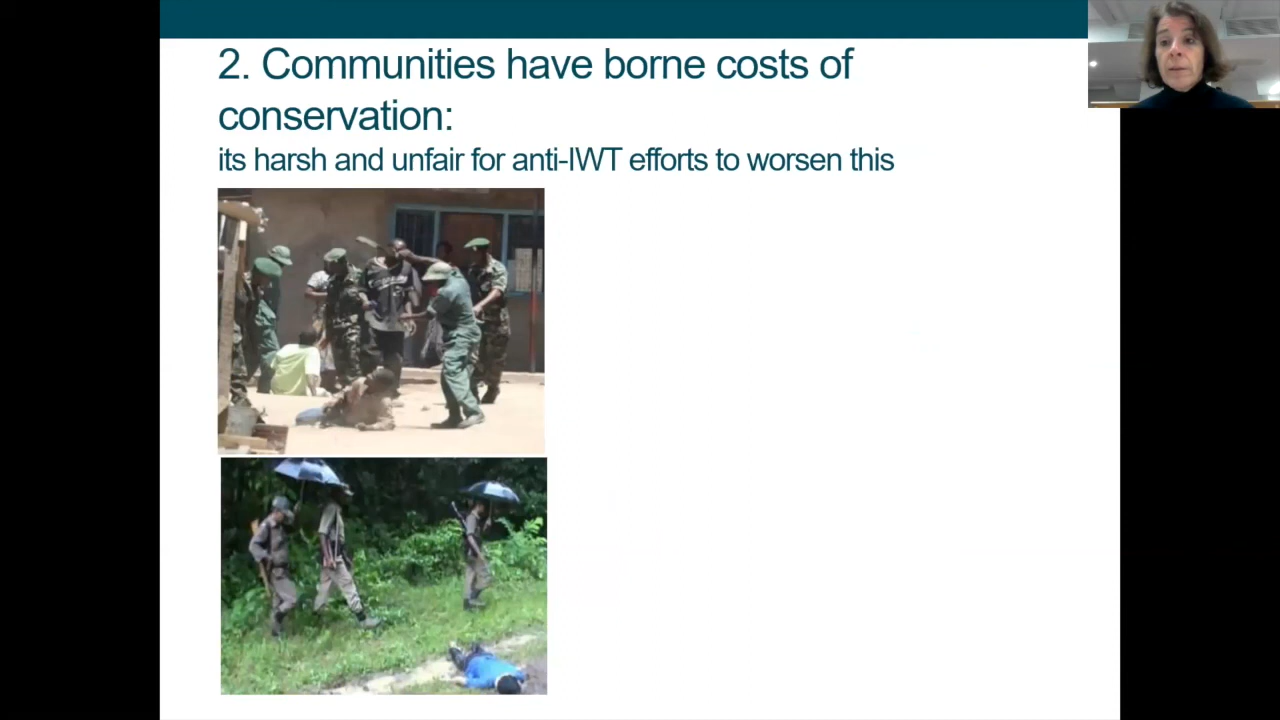 2. Communities have borne costs of
conservation:
its harsh and unfair for anti-IWT efforts to worsen this